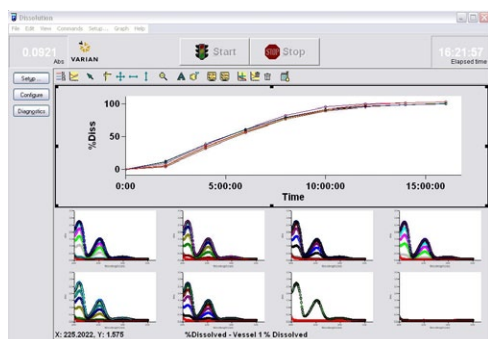 Dissolution
File Edit View Commands Setup... Graph Help
0.0921
Abs
VARIAN
Start
Stop
16:21:57
Elapsed time
Setup...
Configure
Diagnostics
%Diss
100
50
0
0:00
5:00:00
10:00:00
15:00:00
Time
X: 225.2022, Y: 1.575
%Dissolved - Vessel 1 % Dissolved